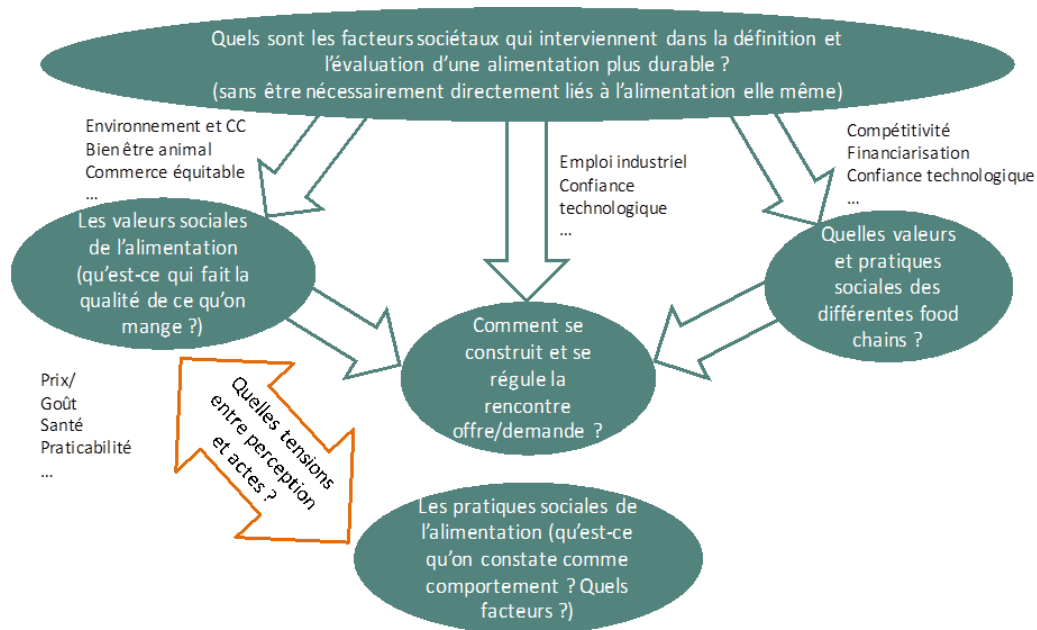 Quels sont les facteurs sociétaux qui interviennent dans la définition et
l'évaluation d'une alimentation plus durable ?
(sans être nécessairement directement liés à l'alimentation elle même)
Environnement et CC
Bien être animal
Commerce équitable
...
Emploi industriel
Confiance
technologique
...
Compétitivité
Financiarisation
Confiance technologique
...
Les valeurs sociales
de l'alimentation
(qu'est-ce qui fait la
qualité de ce qu'on
mange ?)
Quelles valeurs
et pratiques
sociales des
différentes food
chains ?
Comment se
construit et se
régule la
rencontre
offre/demande ?
Prix/
Goût
Santé
Praticabilité
...
Quelles tensions
entre perception
et actes ?
Les pratiques sociales de
l'alimentation (qu'est-ce
qu'on constate comme
comportement ? Quels
facteurs ?)